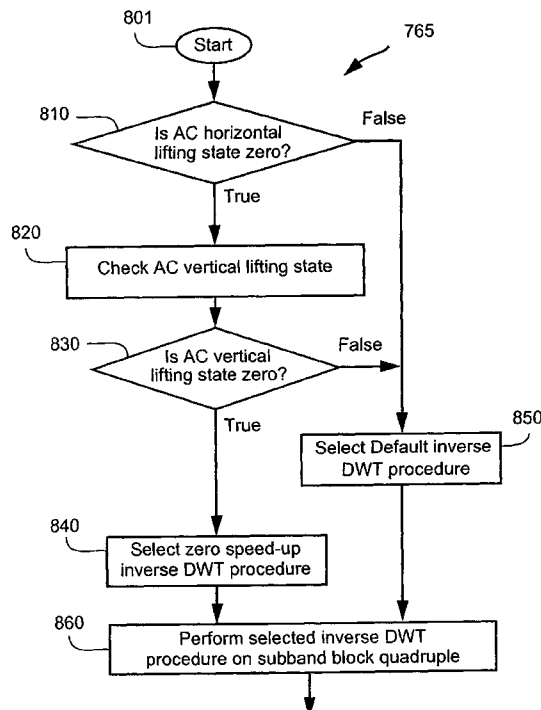 801
Start
765
810
Is AC horizontal
lifting state zero?
False
True
820
Check AC vertical lifting state
830
Is AC vertical
lifting state zero?
False
True
850
Select Default inverse
DWT procedure
840
Select zero speed-up
inverse DWT procedure
860
Perform selected inverse DWT
procedure on subband block quadruple